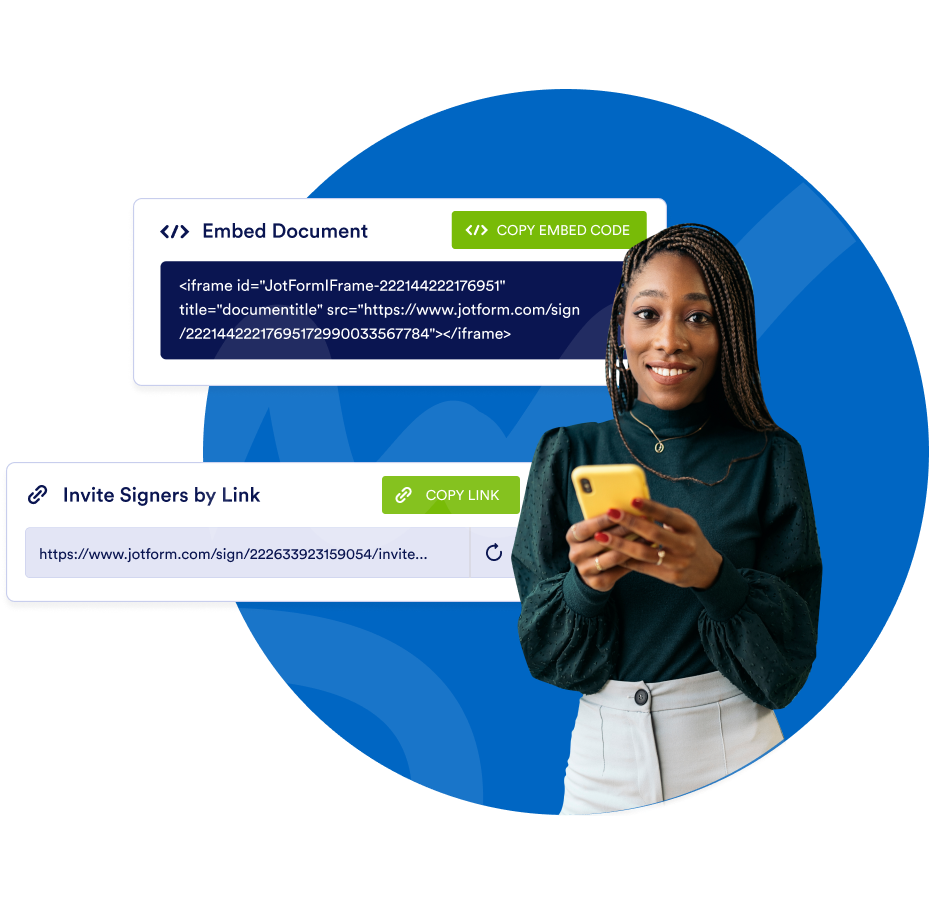 Embed Document
</> COPY EMBED CODE
<iframe id="JotFormIFrame-222144222176951"
title="documentitle" src="https://www.jotform.com/sign
/22214422217695172990033567784"></iframe>
Invite Signers by Link
COPY LINK
https://www.jotform.com/sign/222633923159054/invite...